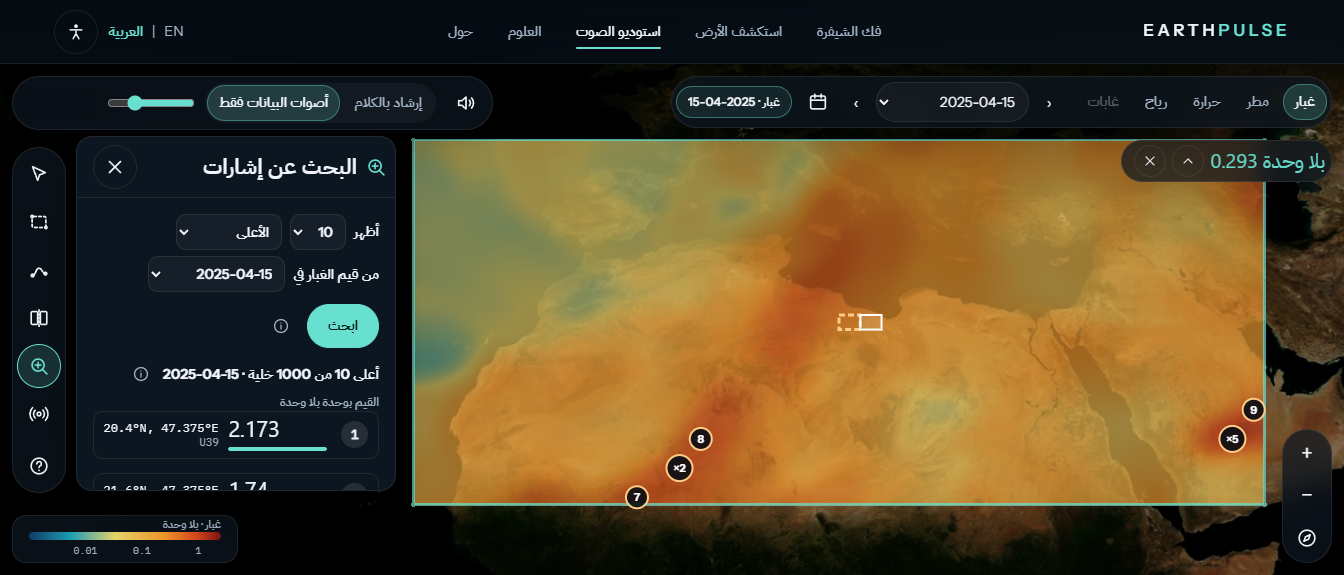 EARTHPULSE
فك الشيفرة
استكشف الأرض
استوديو الصوت
العلوم
حول
العربية | EN
غبار
مطر
حرارة
رياح
غابات
2025-04-15
غبار · 2025-04-15
إرشاد بالكلام
أصوات البيانات فقط
بلا وحدة 0.293
البحث عن إشارات
أظهر 10 الأعلى
من قيم الغبار في 2025-04-15
ابحث
أعلى 10 من 1000 خلية · 2025-04-15
القيم بوحدة بلا وحدة
1 2.173 20.4°N, 47.375°E
U39
1.74 21.6°N, 47.375°E
8
×2
7
9
×5
غبار · بلا وحدة
0.01 0.1 1